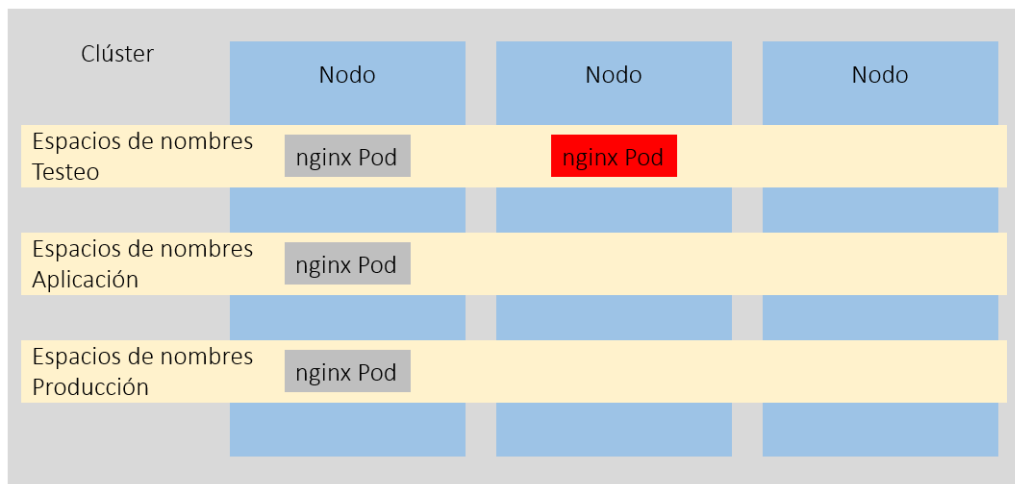 Clúster
Nodo
Nodo
Nodo
Espacios de nombres
Testeo
nginx Pod
nginx Pod
Espacios de nombres
Aplicación
nginx Pod
Espacios de nombres
Producción
nginx Pod